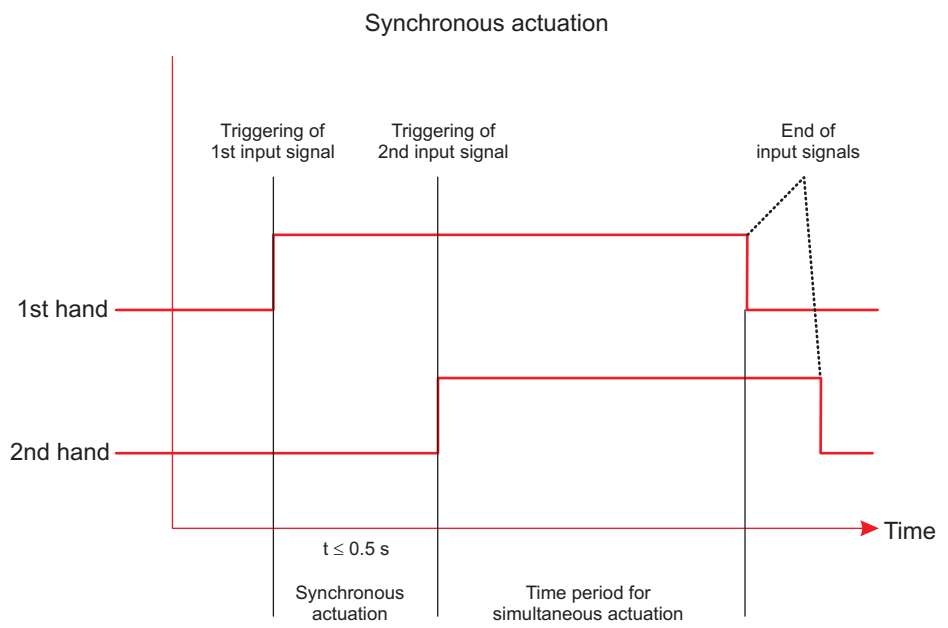 Synchronous actuation
Triggering of
1st input signal
Triggering of
2nd input signal
End of
input signals
1st hand
2nd hand
Time
t ≤ 0.5 s
Synchronous
actuation
Time period for
simultaneous actuation